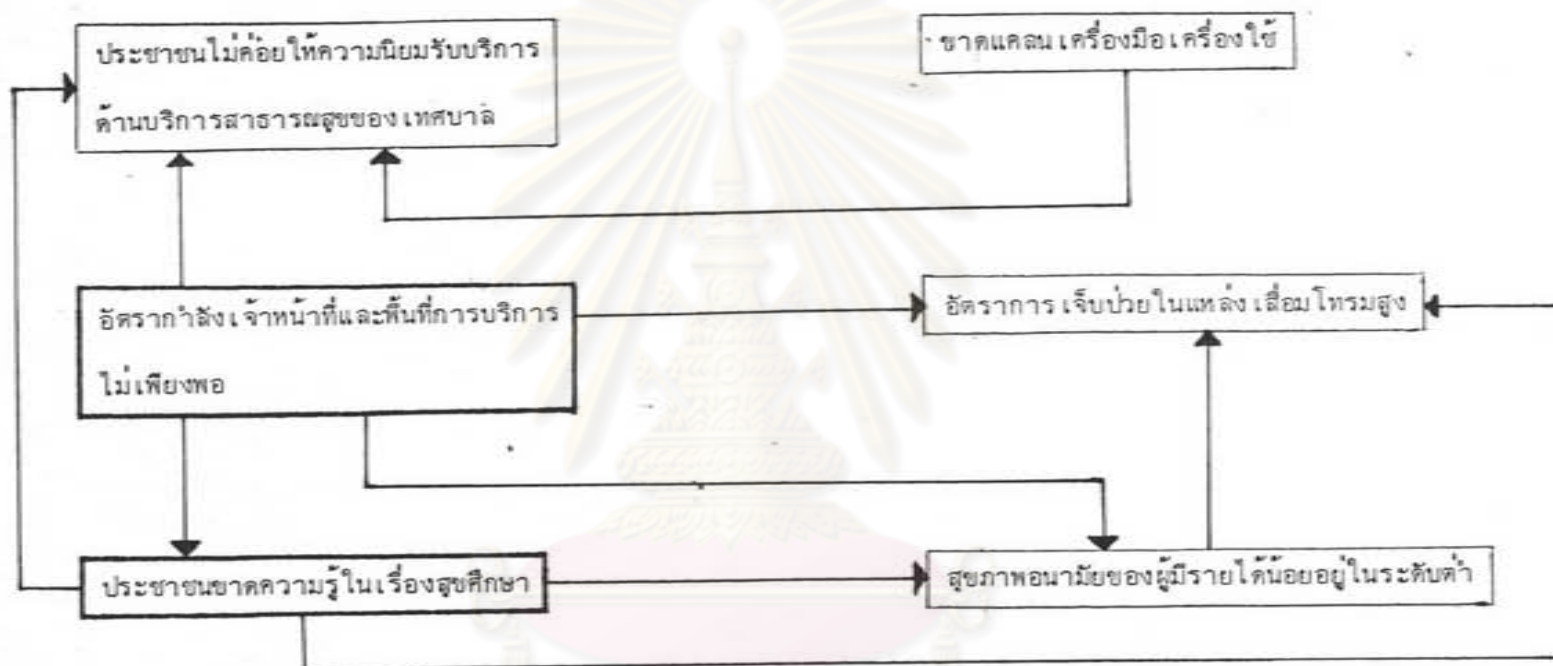 ประชาชนไม่ค่อยให้ความนิยมรับบริการ
ด้านบริการสาธารณสุขของเทศบาล
ขาดแคลนเครื่องมือเครื่องใช้
อัตรากำลังเจ้าหน้าที่และพื้นที่การบริการ
ไม่เพียงพอ
อัตราการเจ็บป่วยในแหล่งเสื่อมโทรมสูง
ประชาชนขาดความรู้ในเรื่องสุขศึกษา
สุขภาพอนามัยของผู้มีรายได้น้อยอยู่ในระดับต่ำ